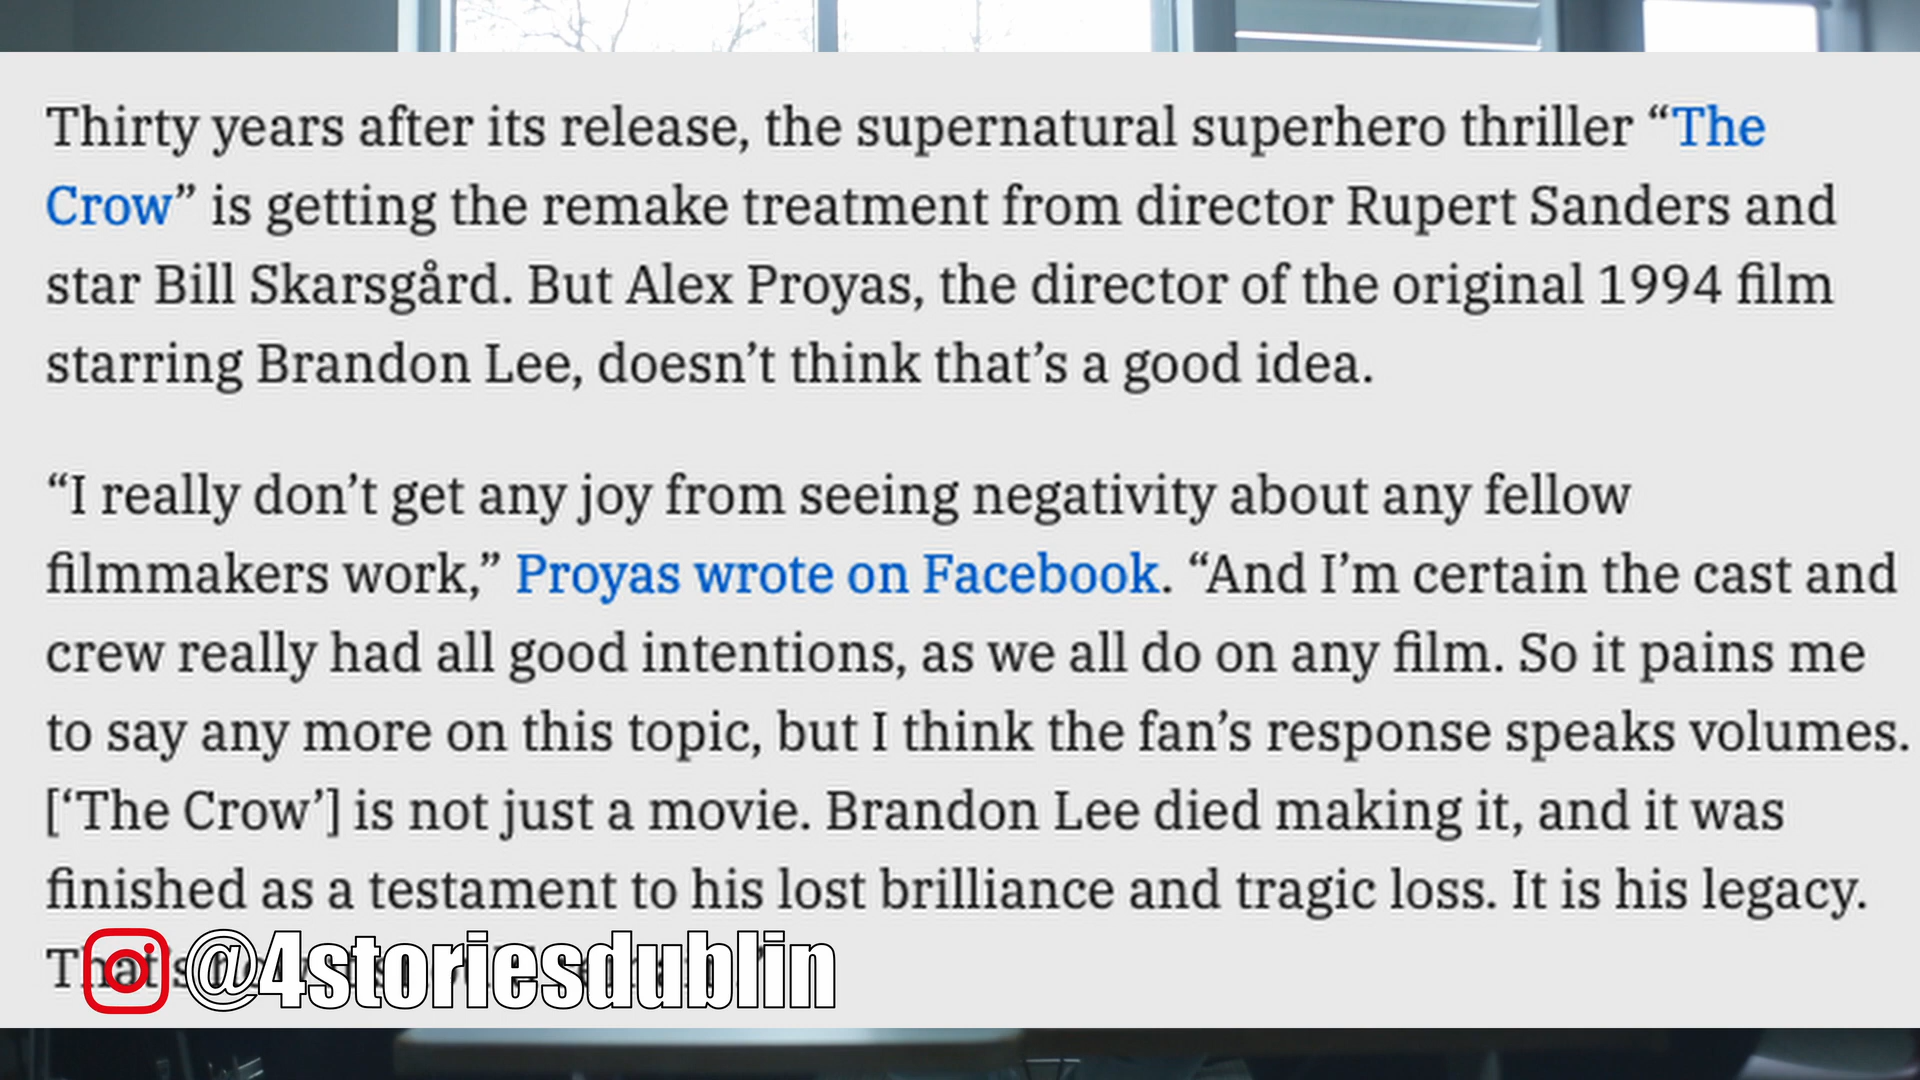 Thirty years after its release, the supernatural superhero thriller “The
Crow” is getting the remake treatment from director Rupert Sanders and
star Bill Skarsgård. But Alex Proyas, the director of the original 1994 film
starring Brandon Lee, doesn’t think that’s a good idea.
“I really don’t get any joy from seeing negativity about any fellow
filmmakers work,” Proyas wrote on Facebook. “And I’m certain the cast and
crew really had all good intentions, as we all do on any film. So it pains me
to say any more on this topic, but I think the fan’s response speaks volumes.
[‘The Crow’] is not just a movie. Brandon Lee died making it, and it was
finished as a testament to his lost brilliance and tragic loss. It is his legacy.
That’s
@4storiesdublin